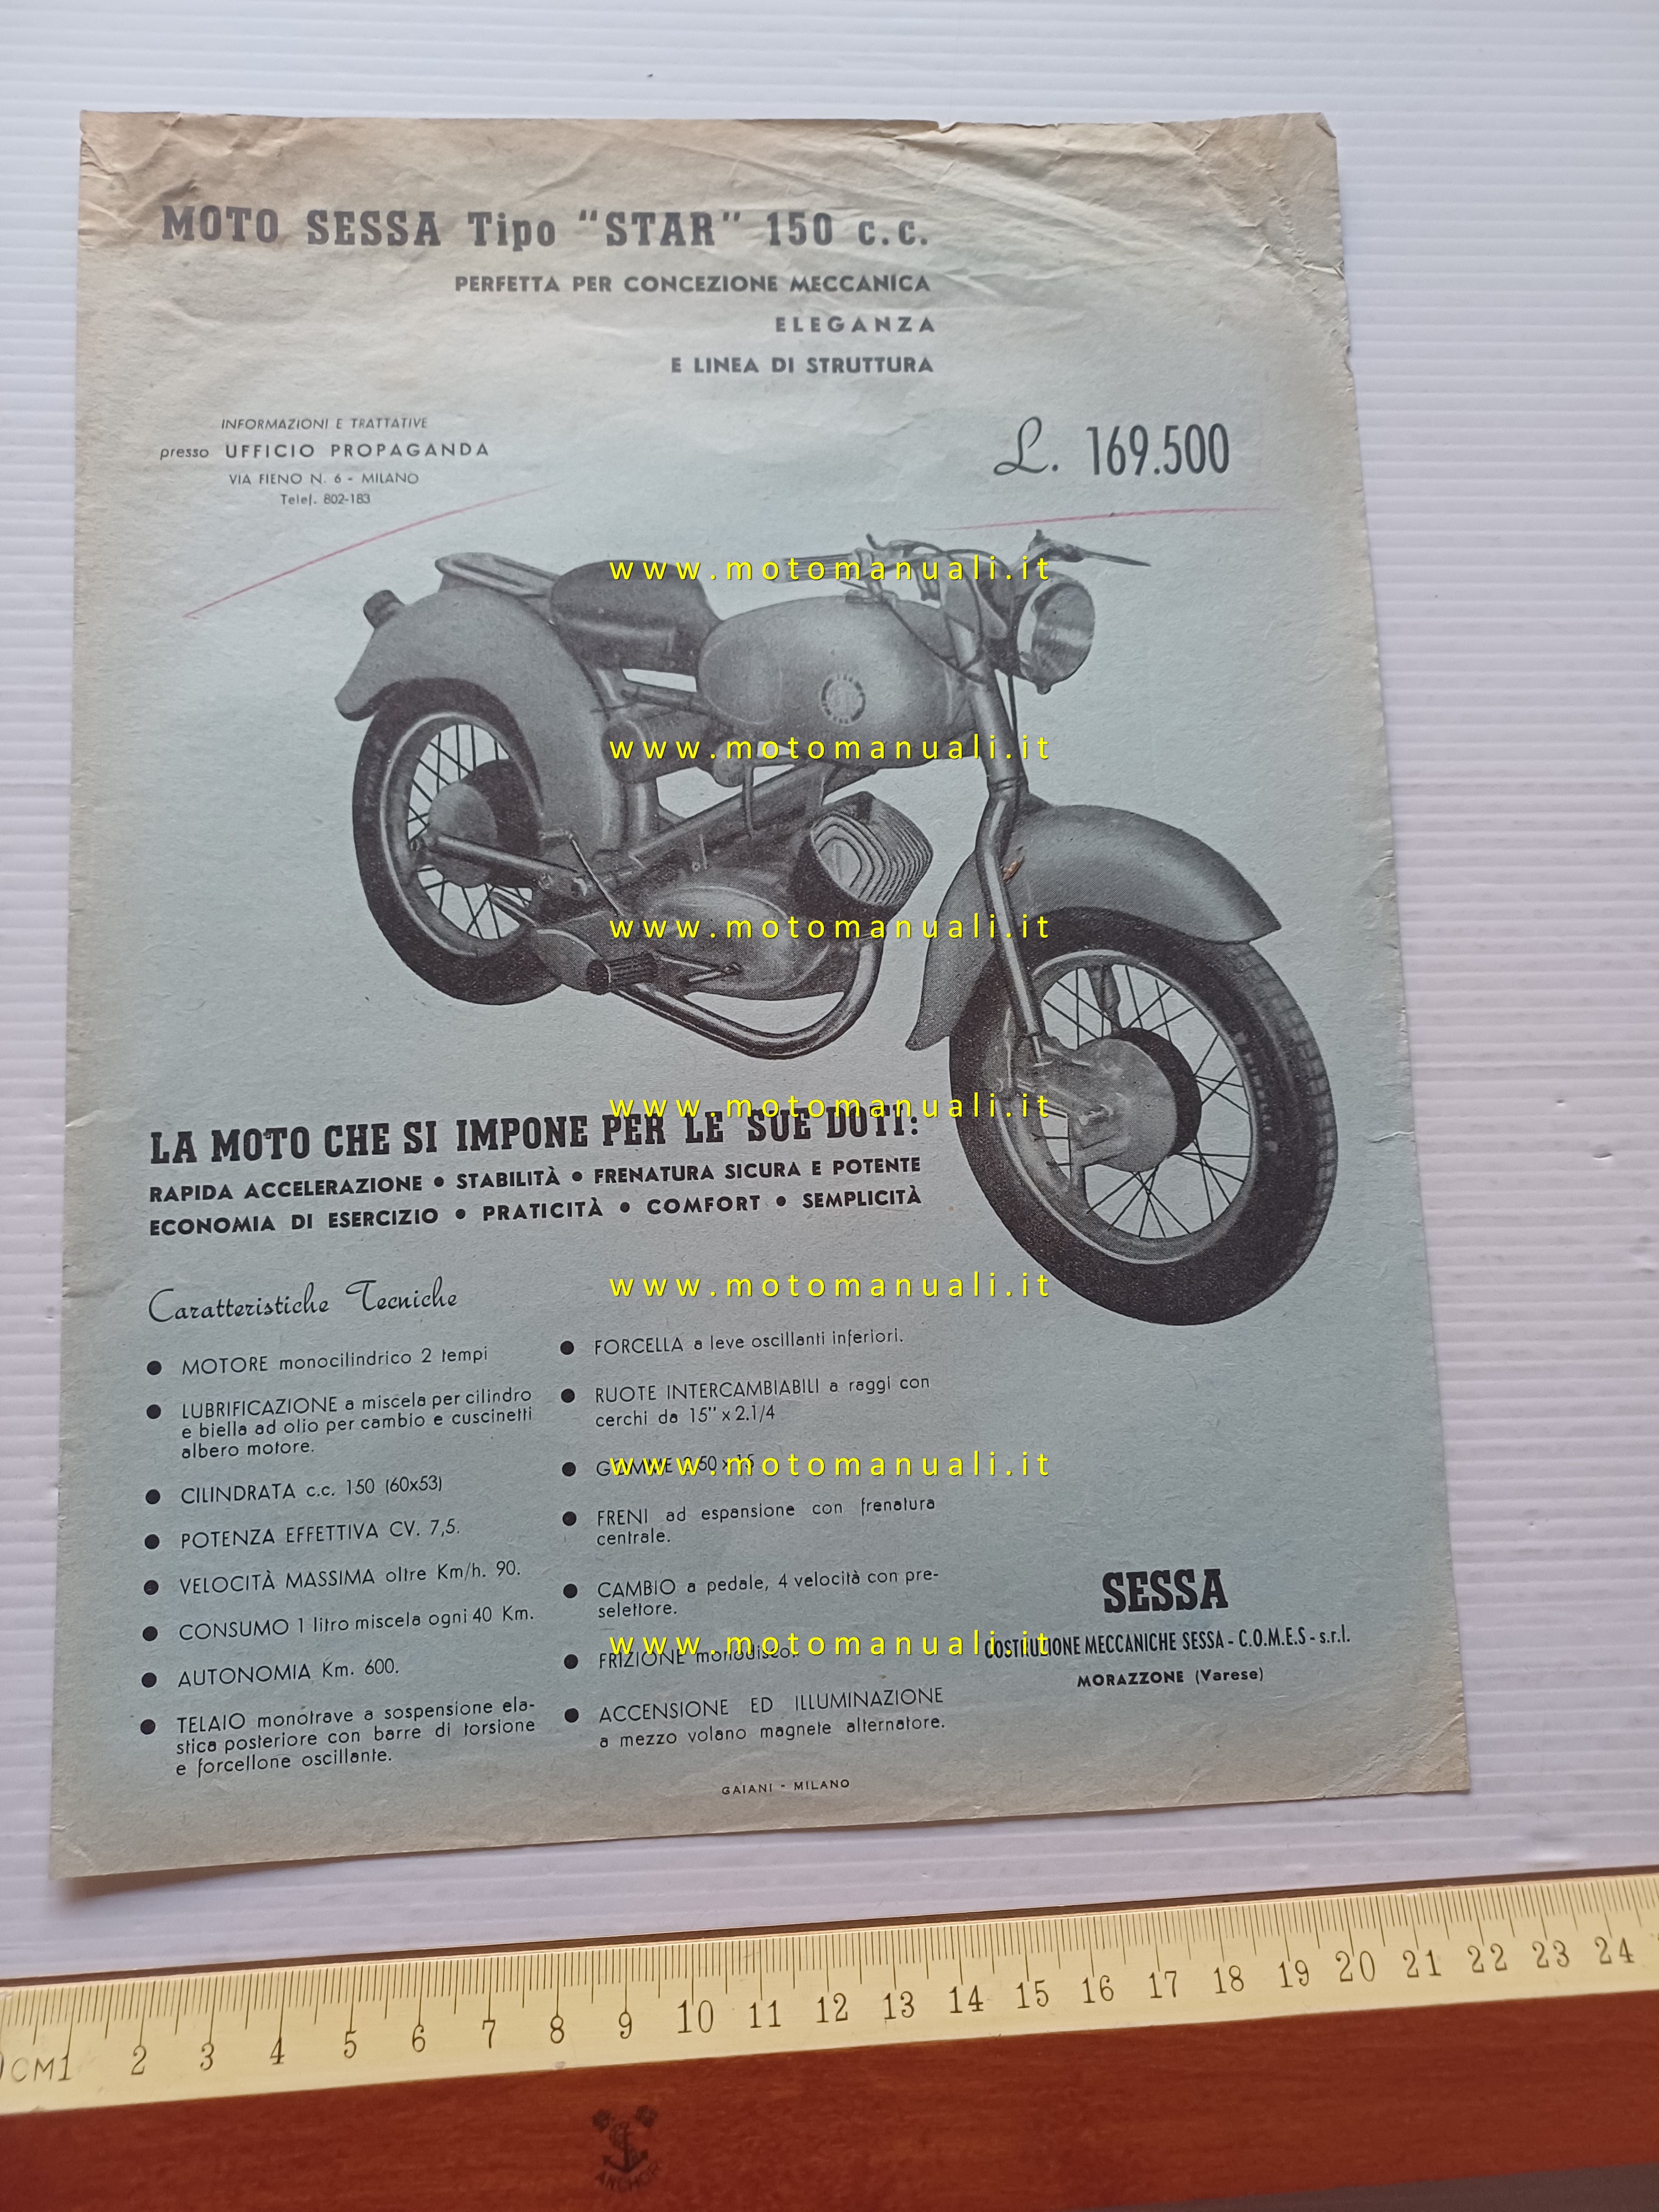 MOTO SESSA Tipo "STAR" 150 c.c.
PERFETTA PER CONCEZIONE MECCANICA
ELEGANZA
E LINEA DI STRUTTURA
INFORMAZIONI E TRATTATIVE
presso UFFICIO PROPAGANDA
VIA FIENO N. 6 - MILANO
Telef. 802-183
L. 169.500
www.motomanuali.it
www.motomanuali.it
www.motomanuali.it
www.motomanuali.it
LA MOTO CHE SI IMPONE PER LE SUE DOTI:
RAPIDA ACCELERAZIONE • STABILITÀ • FRENATURA SICURA E POTENTE
ECONOMIA DI ESERCIZIO • PRATICITÀ • COMFORT • SEMPLICITÀ
www.motomanuali.it
Caratteristiche Tecniche
● MOTORE monocilindrico 2 tempi
● LUBRIFICAZIONE a miscela per cilindro
e biella ad olio per cambio e cuscinetti
albero motore.
● CILINDRATA c.c. 150 (60x53)
● POTENZA EFFETTIVA CV. 7,5.
● VELOCITÀ MASSIMA oltre Km/h. 90.
● CONSUMO 1 litro miscela ogni 40 Km.
● AUTONOMIA Km. 600.
● TELAIO monotrave a sospensione ela-
stica posteriore con barre di torsione
e forcellone oscillante.
● FORCELLA a leve oscillanti inferiori.
● RUOTE INTERCAMBIABILI a raggi con
cerchi da 15" x 2.1/4
● GOMME
www.motomanuali.it
● FRENI ad espansione con frenatura
centrale.
● CAMBIO a pedale, 4 velocità con pre-
selettore.
● FRIZIONE monodisco.
www.motomanuali.it
● ACCENSIONE ED ILLUMINAZIONE
a mezzo volano magnete alternatore.
SESSA
COSTRUZIONE MECCANICHE SESSA - C.O.M.E.S - s.r.l.
MORAZZONE (Varese)
GAIANI - MILANO
0CM1 2 3 4 5 6 7 8 9 10 11 12 13 14 15 16 17 18 19 20 21 22 23 24
ANCHOR